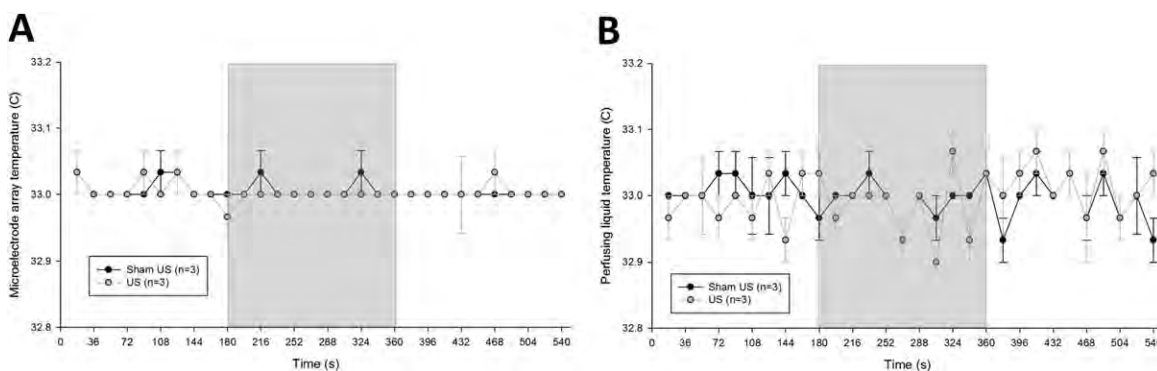 A
33.2
33.1
33.0
32.9
32.8
Microelectrode array temperature (C)
Sham US (n=3)
US (n=3)
0 36 72 108 144 180 216 252 288 324 360 396 432 468 504 540
Time (s)
B
33.2
33.1
33.0
32.9
32.8
Perfusing liquid temperature (C)
Sham US (n=3)
US (n=3)
0 36 72 108 144 180 216 252 288 324 360 396 432 468 504 54
Time (s)